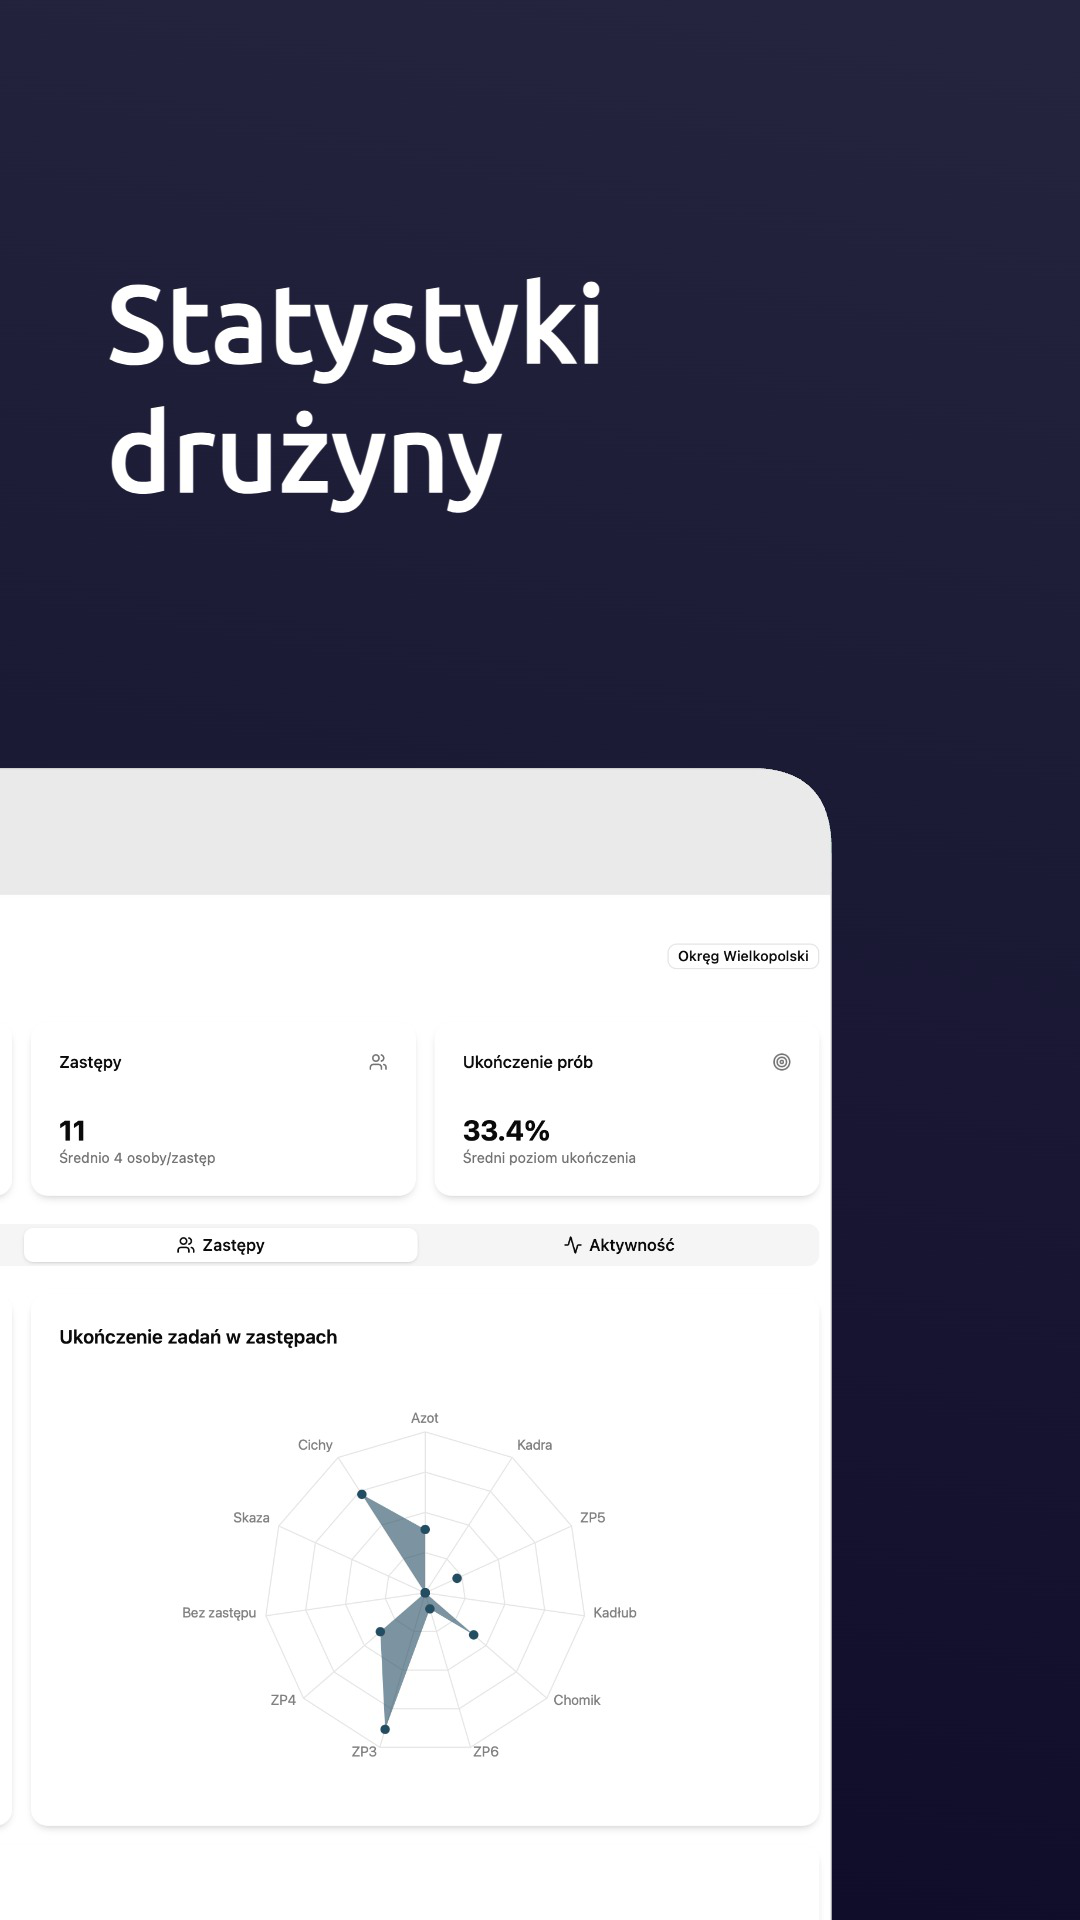 Statystyki
drużyny
Okręg Wielkopolski
Zastępy
11
Średnio 4 osoby/zastęp
Ukończenie prób
33.4%
Średni poziom ukończenia
Zastępy
Aktywność
Ukończenie zadań w zastępach
Azot
Kadra
ZP5
Kadłub
Chomik
ZP6
ZP3
ZP4
Bez zastępu
Skaza
Cichy